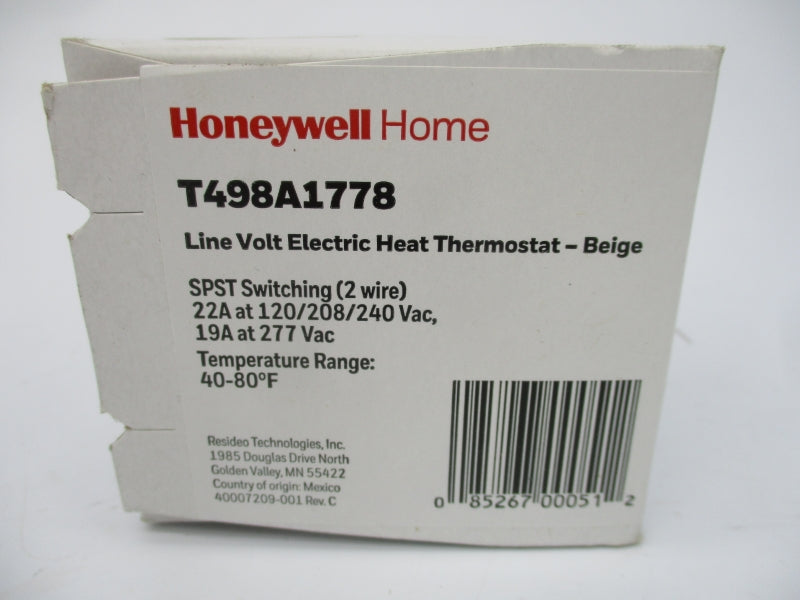 Honeywell Home
T498A1778
Line Volt Electric Heat Thermostat – Beige
SPST Switching (2 wire)
22A at 120/208/240 Vac,
19A at 277 Vac
Temperature Range:
40-80°F
Resideo Technologies, Inc.
1985 Douglas Drive North
Golden Valley, MN 55422
Country of origin: Mexico
40007209-001 Rev. C
0 85267 00051 2